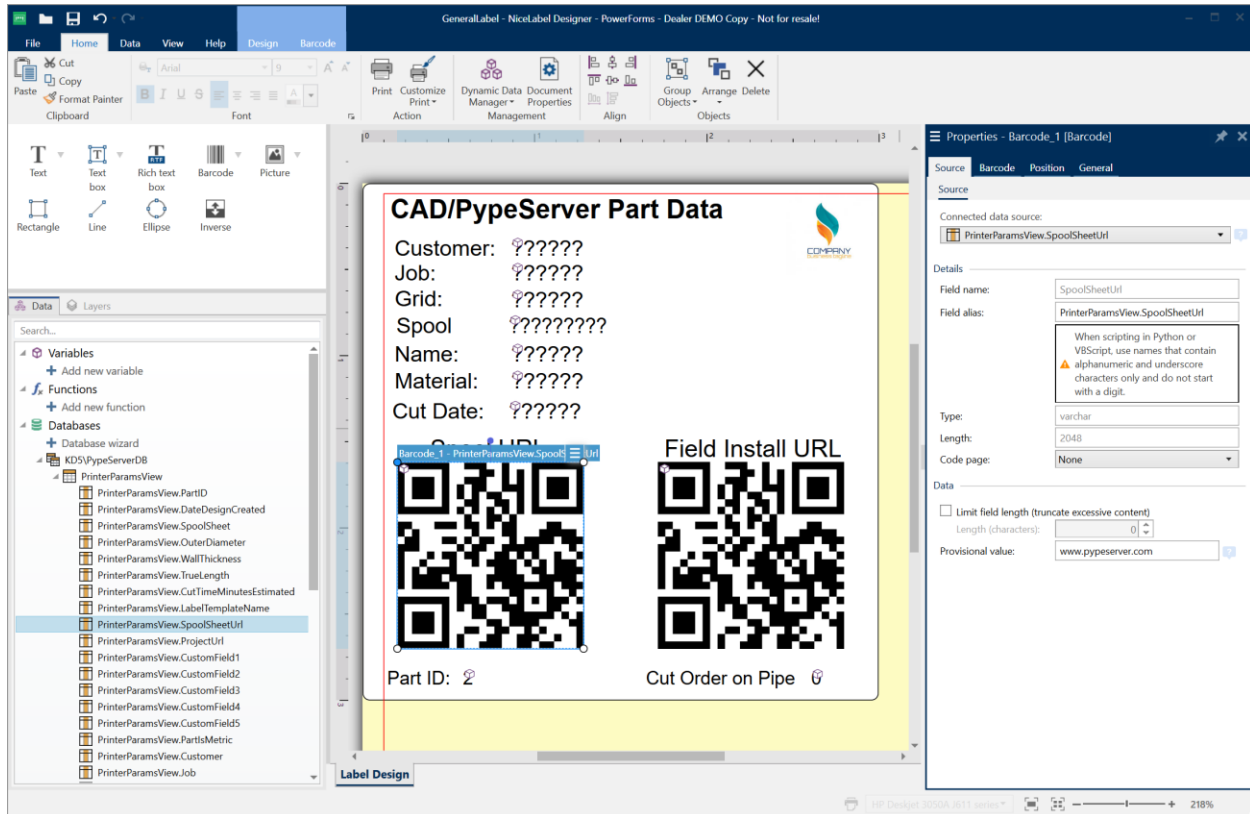 GeneralLabel - NiceLabel Designer - PowerForms - Dealer DEMO Copy - Not for resale!
File Home Data View Help Design Barcode
Paste
Cut
Copy
Format Painter
Clipboard
Arial 9
B I U S
Font
Print
Customize Print
Action
Dynamic Data Manager
Document Properties
Management
Align
Group Objects
Arrange
Delete
Objects
Text
Text box
Rich text box
Barcode
Picture
Rectangle
Line
Ellipse
Inverse
Data Layers
Search...
Variables
Add new variable
Functions
Add new function
Databases
Database wizard
KD5\PypeServerDB
PrinterParamsView
PrinterParamsView.PartID
PrinterParamsView.DateDesignCreated
PrinterParamsView.SpoolSheet
PrinterParamsView.OuterDiameter
PrinterParamsView.WallThickness
PrinterParamsView.TrueLength
PrinterParamsView.CutTimeMinutesEstimated
PrinterParamsView.LabelTemplateName
PrinterParamsView.SpoolSheetUrl
PrinterParamsView.ProjectUrl
PrinterParamsView.CustomField1
PrinterParamsView.CustomField2
PrinterParamsView.CustomField3
PrinterParamsView.CustomField4
PrinterParamsView.CustomField5
PrinterParamsView.PartIsMetric
PrinterParamsView.Customer
PrinterParamsView.Job
CAD/PypeServer Part Data
COMPANY
Customer: ??????
Job: ??????
Grid: ??????
Spool ?????????
Name: ??????
Material: ??????
Cut Date: ??????
Barcode_1 - PrinterParamsView.SpoolS Url
Field Install URL
Part ID: 2
Cut Order on Pipe 0
Label Design
Properties - Barcode_1 [Barcode]
Source Barcode Position General
Source
Connected data source:
PrinterParamsView.SpoolSheetUrl
Details
Field name: SpoolSheetUrl
Field alias: PrinterParamsView.SpoolSheetUrl
When scripting in Python or
VBScript, use names that contain
alphanumeric and underscore
characters only and do not start
with a digit.
Type: varchar
Length: 2048
Code page: None
Data
Limit field length (truncate excessive content)
Length (characters): 0
Provisional value: www.pypeserver.com
HP Deskjet 3050A J611 series
218%